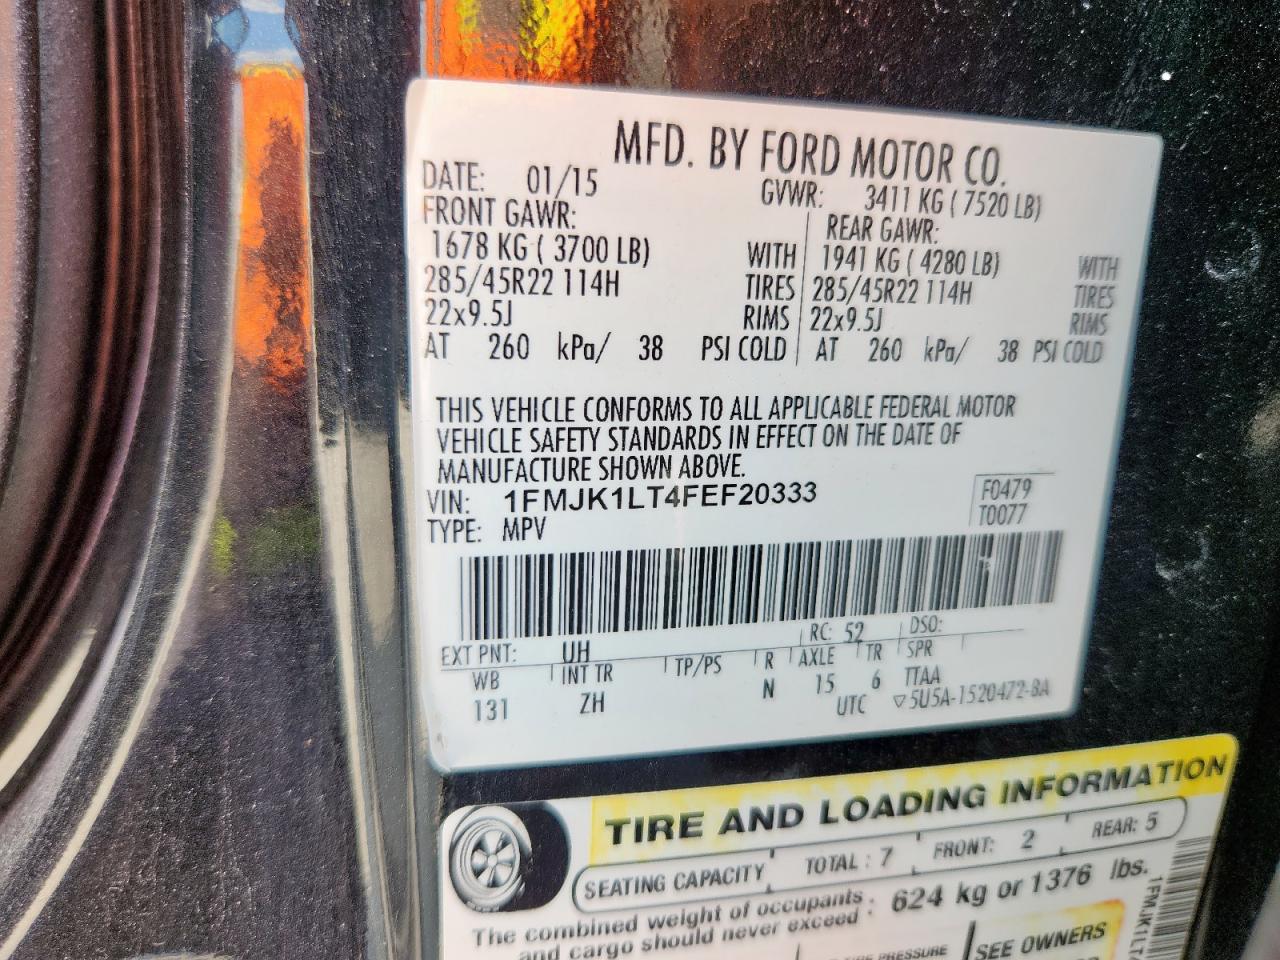 MFD. BY FORD MOTOR CO.
DATE: 01/15 GVWR: 3411 KG ( 7520 LB)
FRONT GAWR: REAR GAWR:
1678 KG ( 3700 LB) WITH 1941 KG ( 4280 LB) WITH
285/45R22 114H TIRES 285/45R22 114H TIRES
22x9.5J RIMS 22x9.5J RIMS
AT 260 kPa/ 38 PSI COLD AT 260 kPa/ 38 PSI COLD
THIS VEHICLE CONFORMS TO ALL APPLICABLE FEDERAL MOTOR
VEHICLE SAFETY STANDARDS IN EFFECT ON THE DATE OF
MANUFACTURE SHOWN ABOVE.
VIN: 1FMJK1LT4FEF20333 F0479
TYPE: MPV T0077
EXT PNT: UH RC: 52 DSO:
WB INT TR TP/PS R AXLE TR SPR
131 ZH N 15 6 TTAA
UTC ▽5U5A-1520472-BA
TIRE AND LOADING INFORMATION
SEATING CAPACITY TOTAL : 7 FRONT: 2 REAR: 5
The combined weight of occupants : 624 kg or 1376 lbs.
and cargo should never exceed
PRESSURE SEE OWNERS
1FMJK1LT4